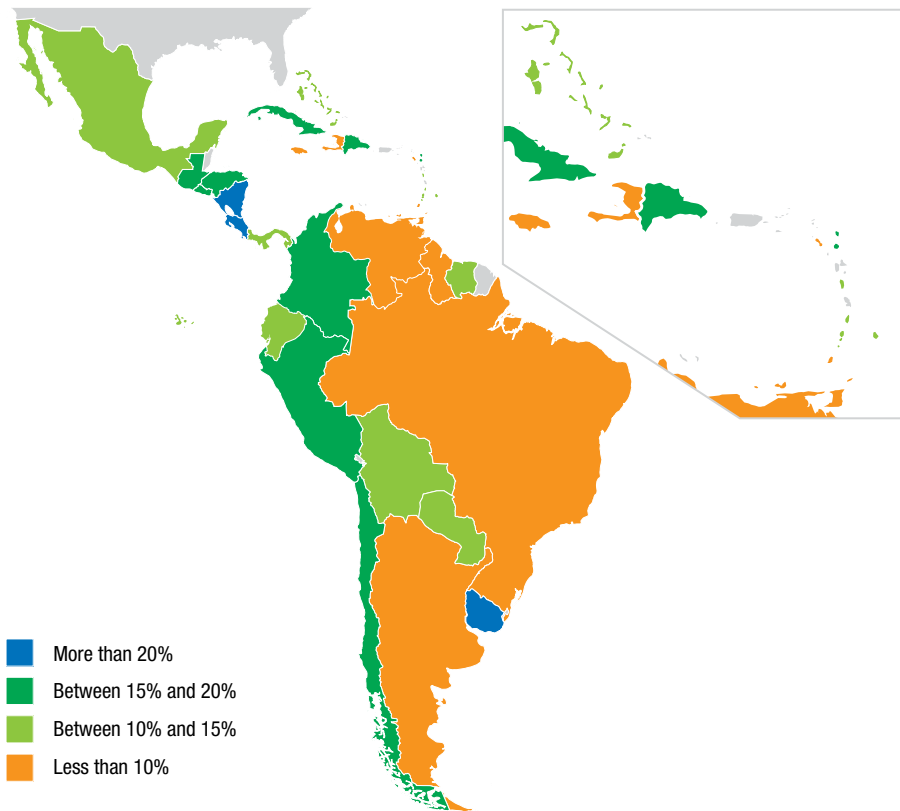 More than 20%
Between 15% and 20%
Between 10% and 15%
Less than 10%